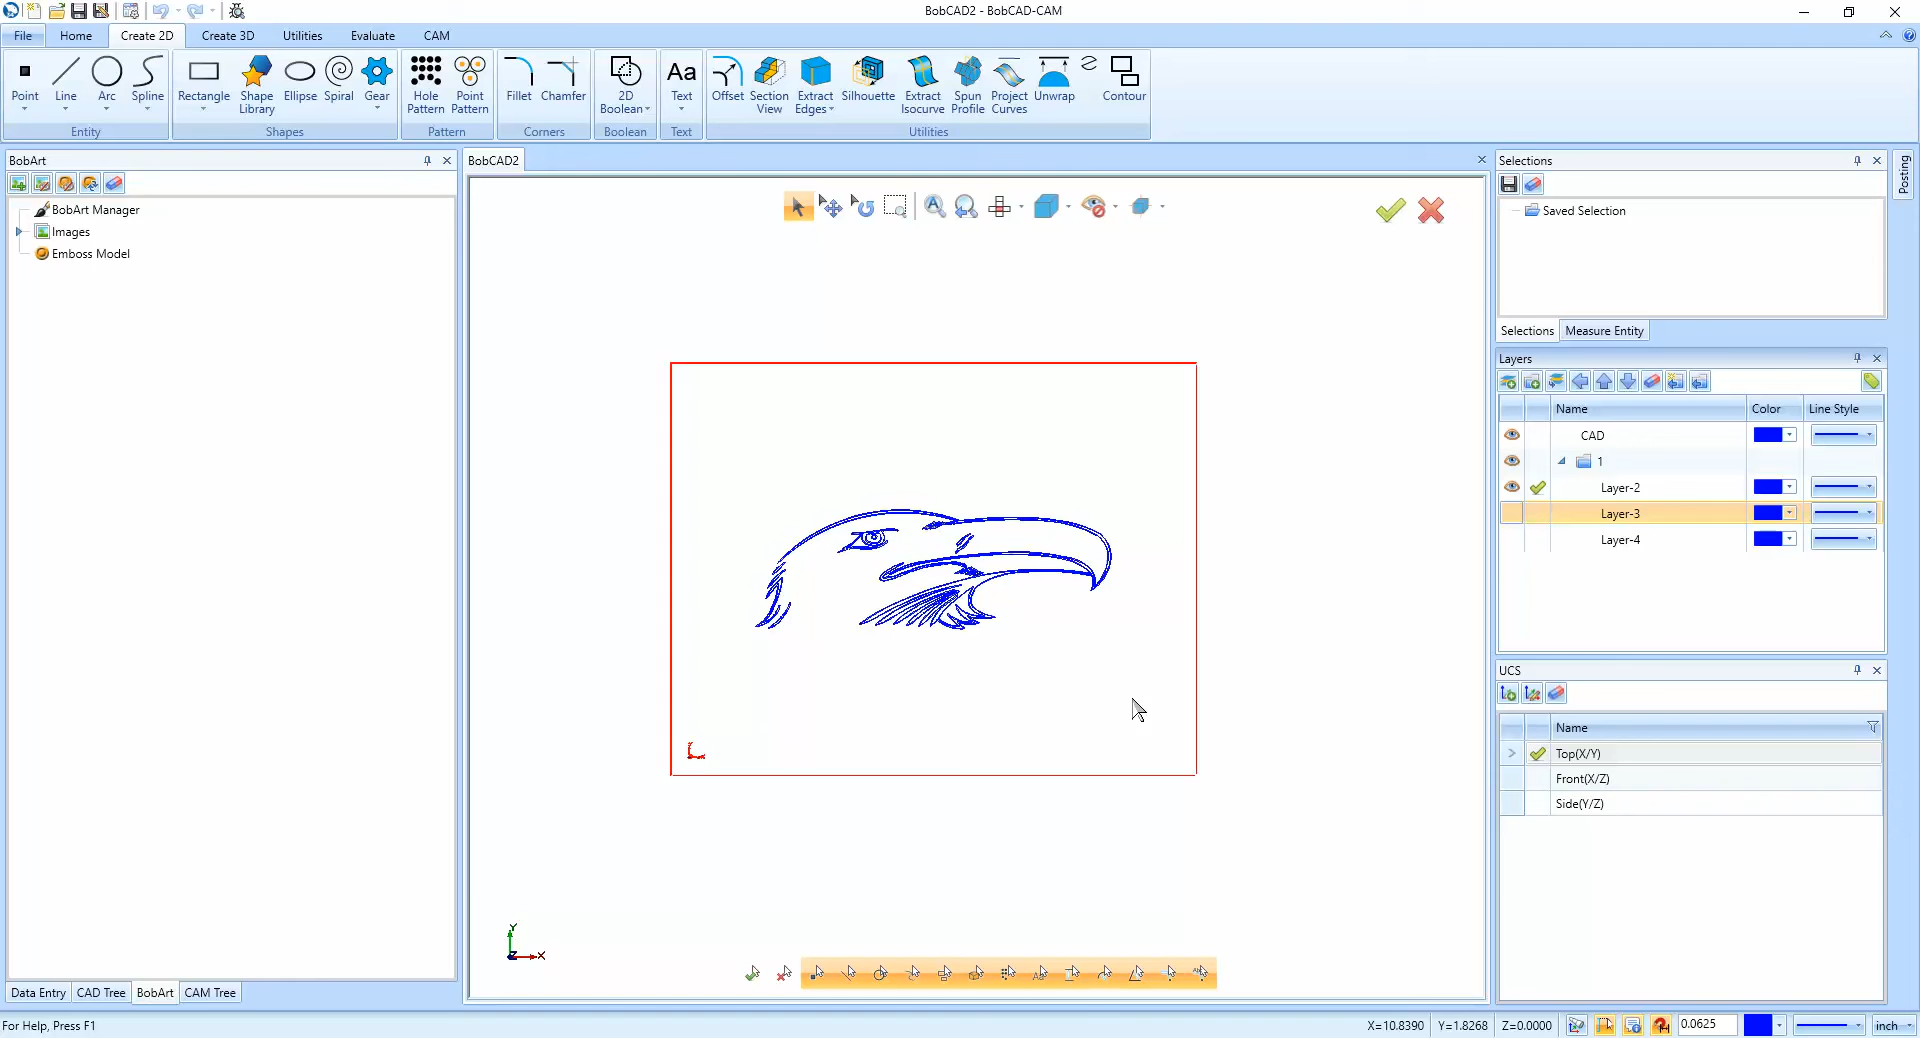 BobCAD2 - BobCAD-CAM
File Home Create 2D Create 3D Utilities Evaluate CAM
Point Line Arc Spline Rectangle Shape Library Ellipse Spiral Gear Hole Pattern Point Pattern Fillet Chamfer 2D Boolean Aa Text Offset Section View Extract Edges Silhouette Extract Isocurve Spun Profile Project Curves Unwrap Contour
Entity Shapes Pattern Corners Boolean Text Utilities
BobArt
BobArt Manager
Images
Emboss Model
Data Entry CAD Tree BobArt CAM Tree
BobCAD2
Y
Z X
Selections
Saved Selection
Selections Measure Entity
Layers
Name Color Line Style
CAD
1
Layer-2
Layer-3
Layer-4
UCS
Name
Top(X/Y)
Front(X/Z)
Side(Y/Z)
Posting
For Help, Press F1
X=10.8390 Y=1.8268 Z=0.0000 0.0625 inch